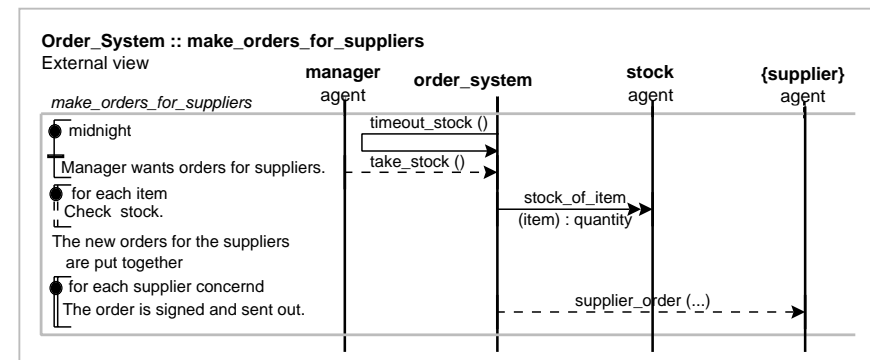 Order_System :: make_orders_for_suppliers
External view
manager
agent
order_system
stock
agent
{supplier}
agent
make_orders_for_suppliers
midnight
timeout_stock ()
Manager wants orders for suppliers.
take_stock ()
for each item
Check stock.
stock_of_item
(item) : quantity
The new orders for the suppliers
are put together
for each supplier concernd
The order is signed and sent out.
supplier_order (...)